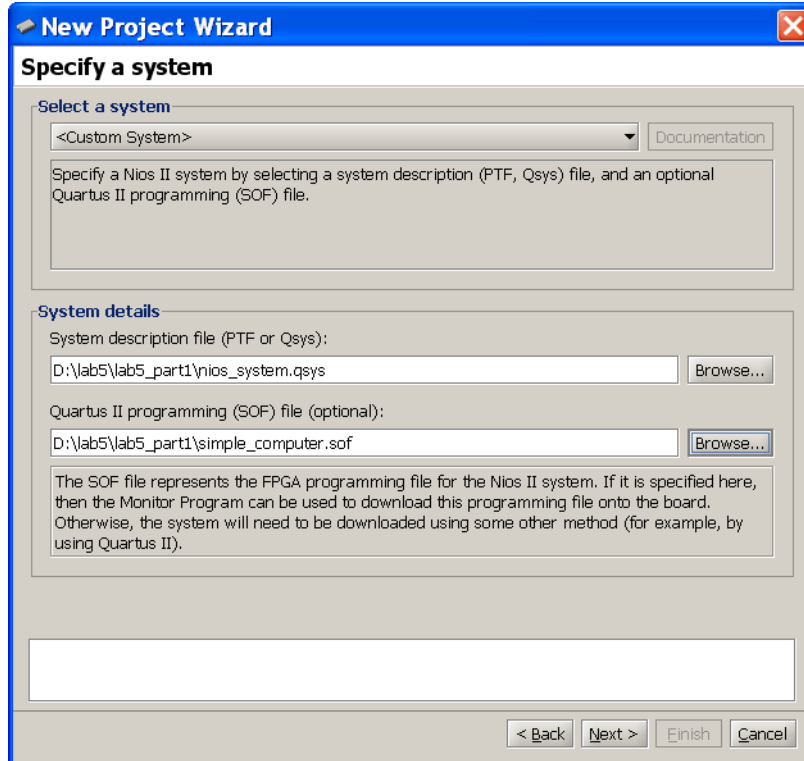 New Project Wizard
Specify a system
Select a system
<Custom System>
Documentation
Specify a Nios II system by selecting a system description (PTF, Qsys) file, and an optional
Quartus II programming (SOF) file.
System details
System description file (PTF or Qsys):
D:\lab5\lab5_part1\nios_system.qsys
Browse...
Quartus II programming (SOF) file (optional):
D:\lab5\lab5_part1\simple_computer.sof
Browse...
The SOF file represents the FPGA programming file for the Nios II system. If it is specified here,
then the Monitor Program can be used to download this programming file onto the board.
Otherwise, the system will need to be downloaded using some other method (for example, by
using Quartus II).
< Back
Next >
Finish
Cancel